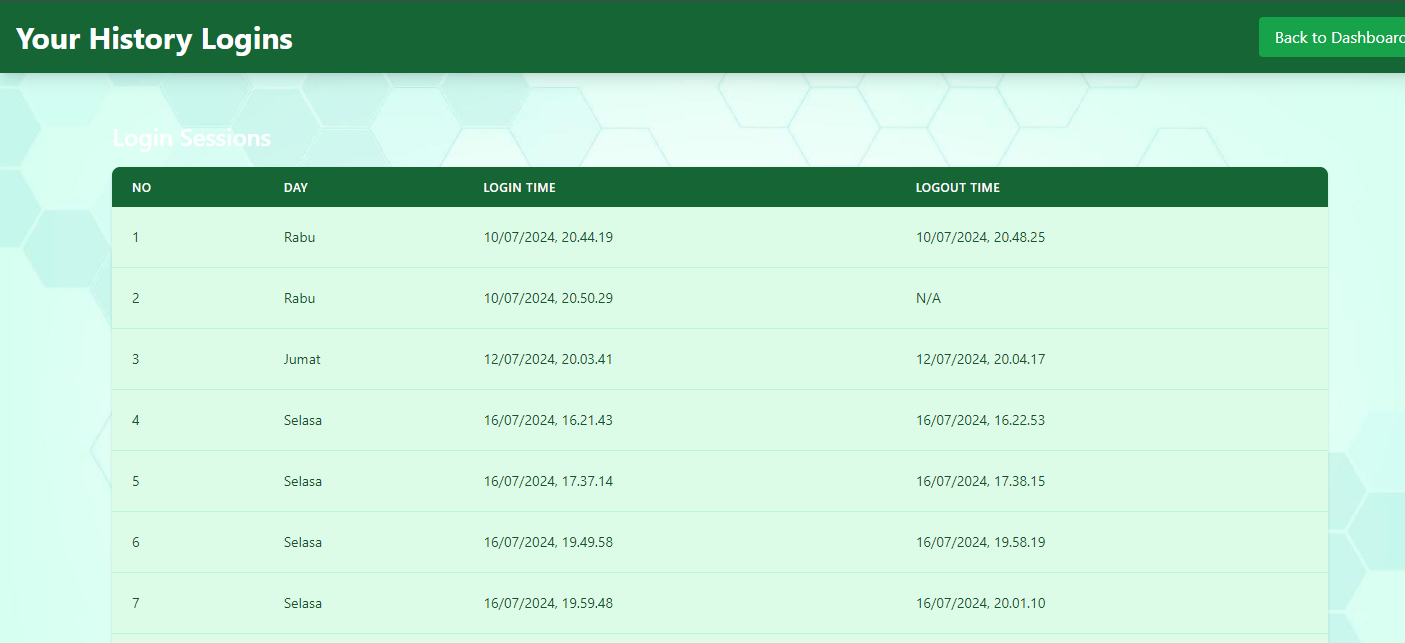 Your History Logins
Back to Dashboard
Login Sessions
NO DAY LOGIN TIME LOGOUT TIME
1 Rabu 10/07/2024, 20.44.19 10/07/2024, 20.48.25
2 Rabu 10/07/2024, 20.50.29 N/A
3 Jumat 12/07/2024, 20.03.41 12/07/2024, 20.04.17
4 Selasa 16/07/2024, 16.21.43 16/07/2024, 16.22.53
5 Selasa 16/07/2024, 17.37.14 16/07/2024, 17.38.15
6 Selasa 16/07/2024, 19.49.58 16/07/2024, 19.58.19
7 Selasa 16/07/2024, 19.59.48 16/07/2024, 20.01.10